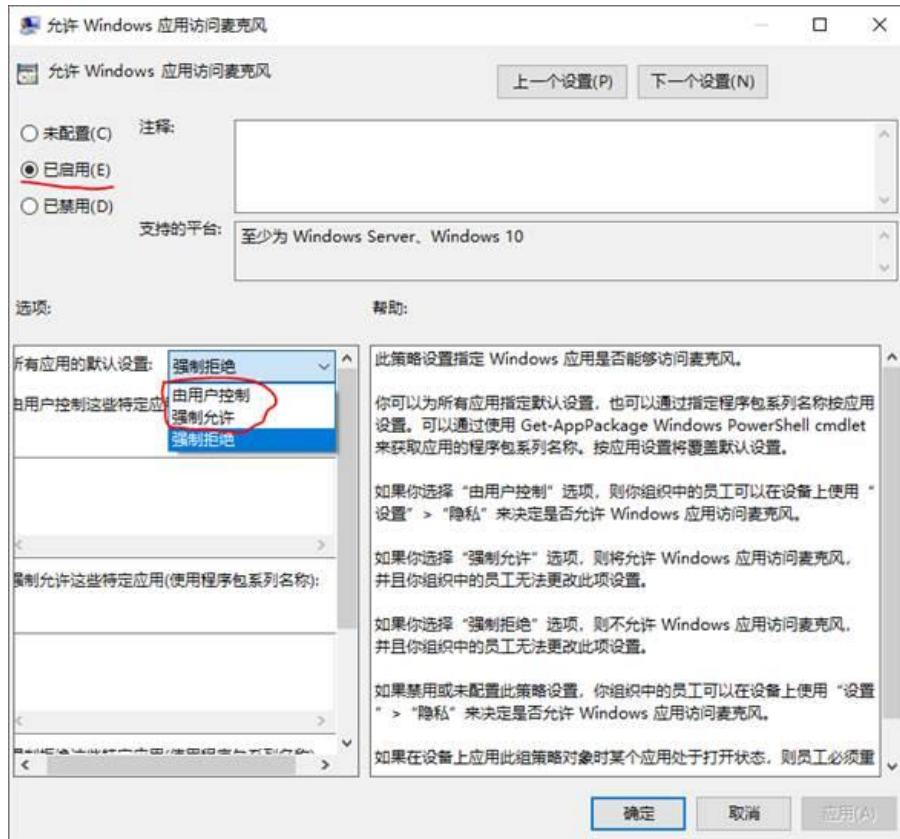 允许 Windows 应用访问麦克风
允许 Windows 应用访问麦克风
上一个设置(P)
下一个设置(N)
未配置(C)
注释:
已启用(E)
已禁用(D)
支持的平台:
至少为 Windows Server、Windows 10
选项:
帮助:
所有应用的默认设置:
强制拒绝
由用户控制
强制允许
强制拒绝
由用户控制这些特定应
强制允许这些特定应用(使用程序包系列名称):
此策略设置指定 Windows 应用是否能够访问麦克风。
你可以为所有应用指定默认设置，也可以通过指定程序包系列名称按应用
设置。可以通过使用 Get-AppPackage Windows PowerShell cmdlet
来获取应用的程序包系列名称。按应用设置将覆盖默认设置。
如果你选择“由用户控制”选项，则你组织中的员工可以在设备上使用“
设置”>“隐私”来决定是否允许 Windows 应用访问麦克风。
如果你选择“强制允许”选项，则将允许 Windows 应用访问麦克风，
并且你组织中的员工无法更改此项设置。
如果你选择“强制拒绝”选项，则不允许 Windows 应用访问麦克风，
并且你组织中的员工无法更改此项设置。
如果禁用或未配置此策略设置，你组织中的员工可以在设备上使用“设置
”>“隐私”来决定是否允许 Windows 应用访问麦克风。
如果在设备上应用此组策略对象时某个应用处于打开状态，则员工必须重
确定
取消
应用(A)